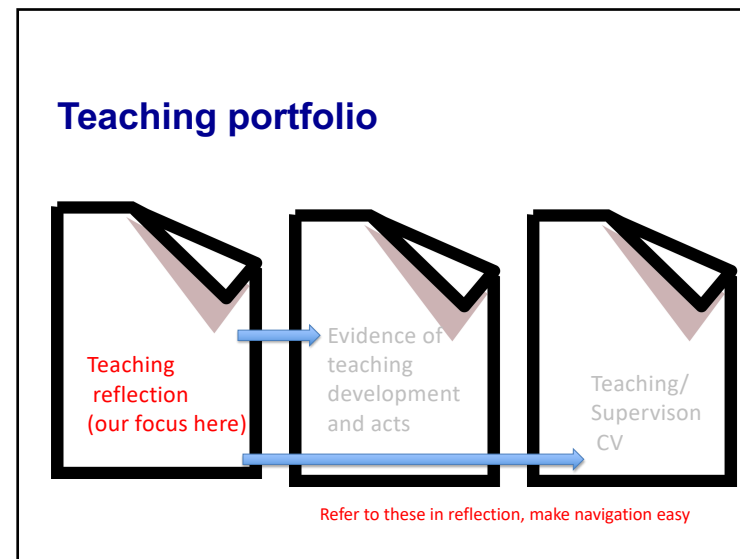 Teaching portfolio
Teaching
reflection
(our focus here)
Evidence of
teaching
development
and acts
Teaching/
Supervison
CV
Refer to these in reflection, make navigation easy